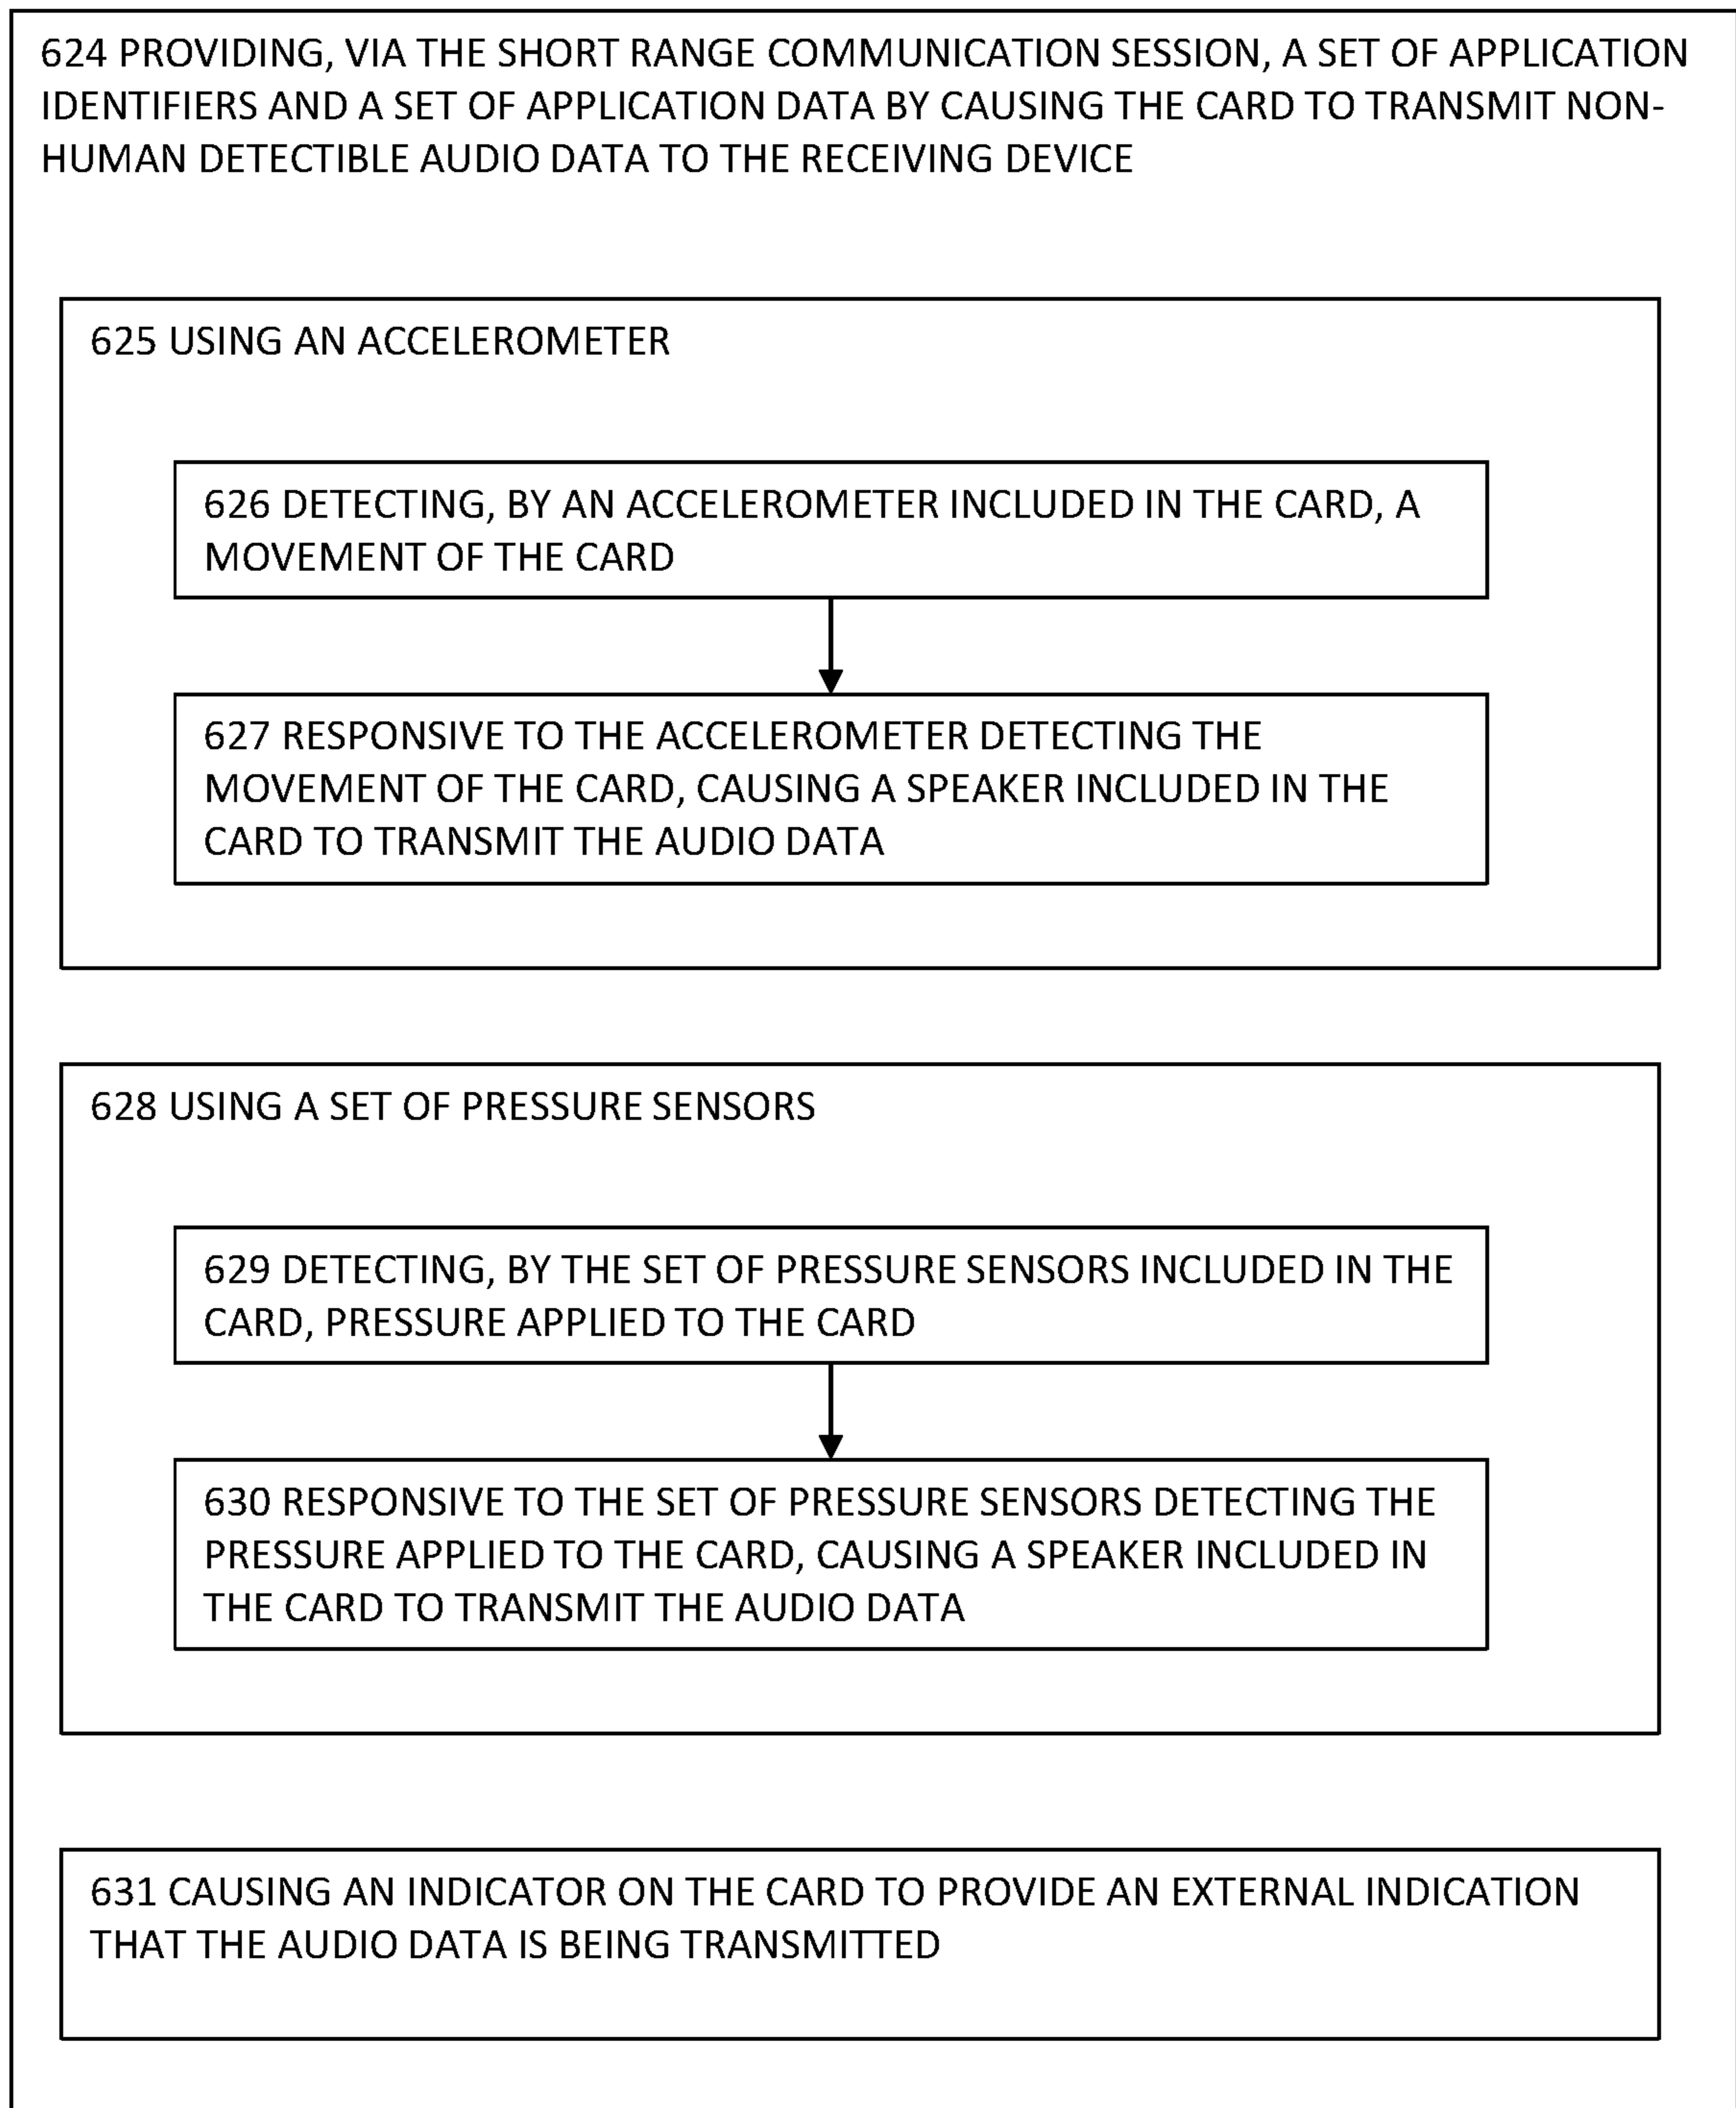 624 PROVIDING, VIA THE SHORT RANGE COMMUNICATION SESSION, A SET OF APPLICATION
IDENTIFIERS AND A SET OF APPLICATION DATA BY CAUSING THE CARD TO TRANSMIT NON-
HUMAN DETECTIBLE AUDIO DATA TO THE RECEIVING DEVICE
625 USING AN ACCELEROMETER
626 DETECTING, BY AN ACCELEROMETER INCLUDED IN THE CARD, A
MOVEMENT OF THE CARD
627 RESPONSIVE TO THE ACCELEROMETER DETECTING THE
MOVEMENT OF THE CARD, CAUSING A SPEAKER INCLUDED IN THE
CARD TO TRANSMIT THE AUDIO DATA
628 USING A SET OF PRESSURE SENSORS
629 DETECTING, BY THE SET OF PRESSURE SENSORS INCLUDED IN THE
CARD, PRESSURE APPLIED TO THE CARD
630 RESPONSIVE TO THE SET OF PRESSURE SENSORS DETECTING THE
PRESSURE APPLIED TO THE CARD, CAUSING A SPEAKER INCLUDED IN
THE CARD TO TRANSMIT THE AUDIO DATA
631 CAUSING AN INDICATOR ON THE CARD TO PROVIDE AN EXTERNAL INDICATION
THAT THE AUDIO DATA IS BEING TRANSMITTED